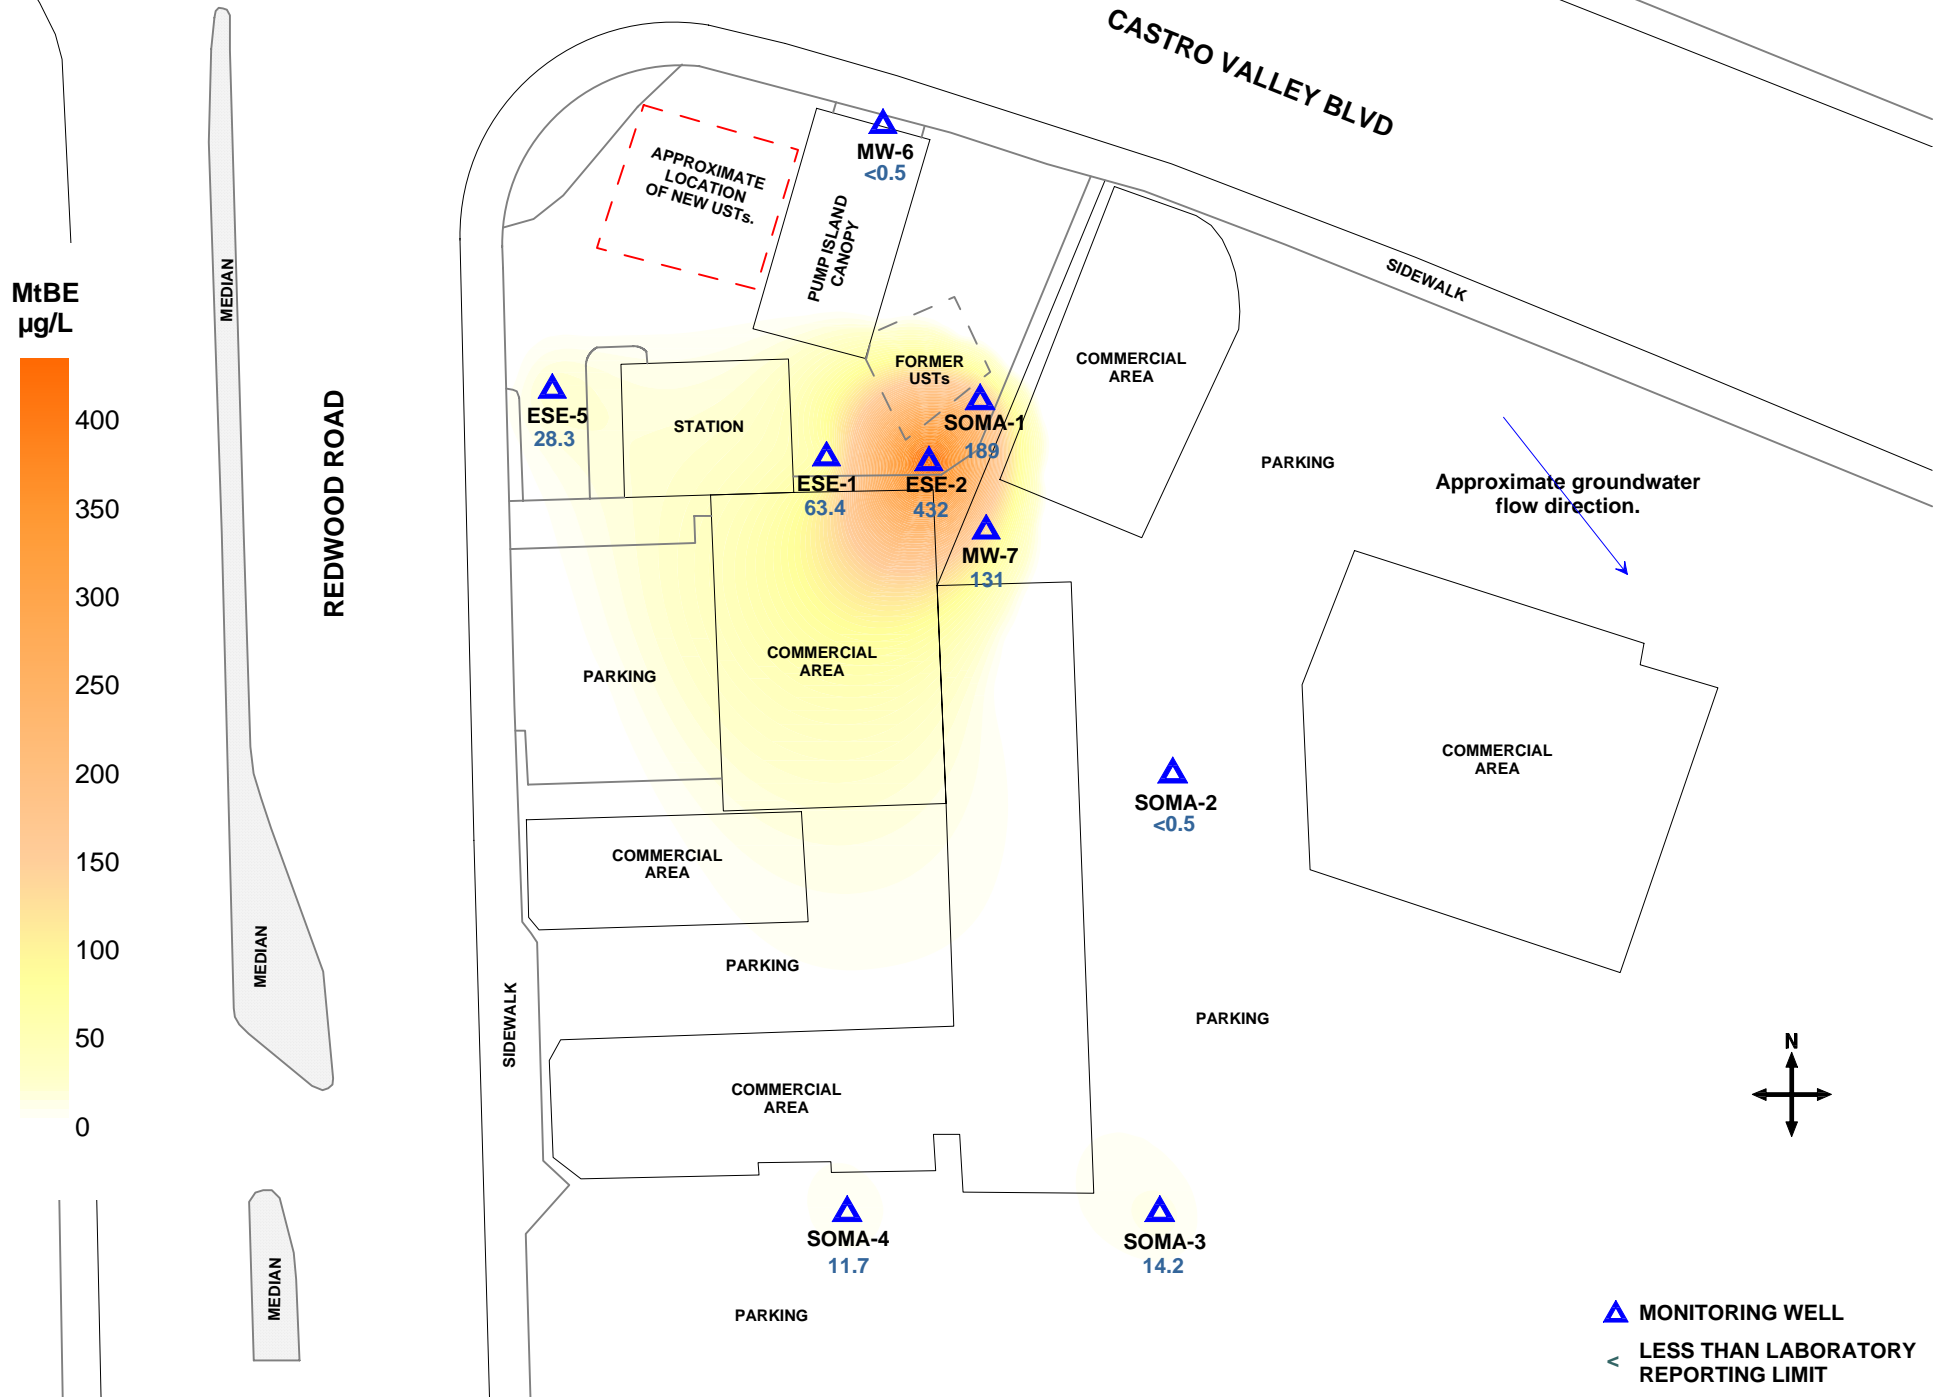 CASTRO VALLEY BLVD
MW-6
<0.5
APPROXIMATE
LOCATION
OF NEW USTs.
PUMP ISLAND
CANOPY
MEDIAN
SIDEWALK
MtBE
µg/L
400
350
300
250
200
150
100
50
0
REDWOOD ROAD
FORMER
USTs
COMMERCIAL
AREA
ESE-5
28.3
STATION
SOMA-1
189
ESE-1
63.4
ESE-2
432
PARKING
Approximate groundwater
flow direction.
MW-7
131
COMMERCIAL
AREA
PARKING
COMMERCIAL
AREA
SOMA-2
<0.5
COMMERCIAL
AREA
MEDIAN
PARKING
SIDEWALK
PARKING
N
COMMERCIAL
AREA
SOMA-4
11.7
SOMA-3
14.2
MEDIAN
PARKING
MONITORING WELL
< LESS THAN LABORATORY
REPORTING LIMIT